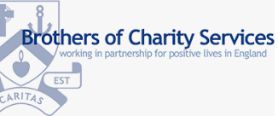 Brothers of Charity Services
working in partnership for positive lives in England
EST
CARITAS